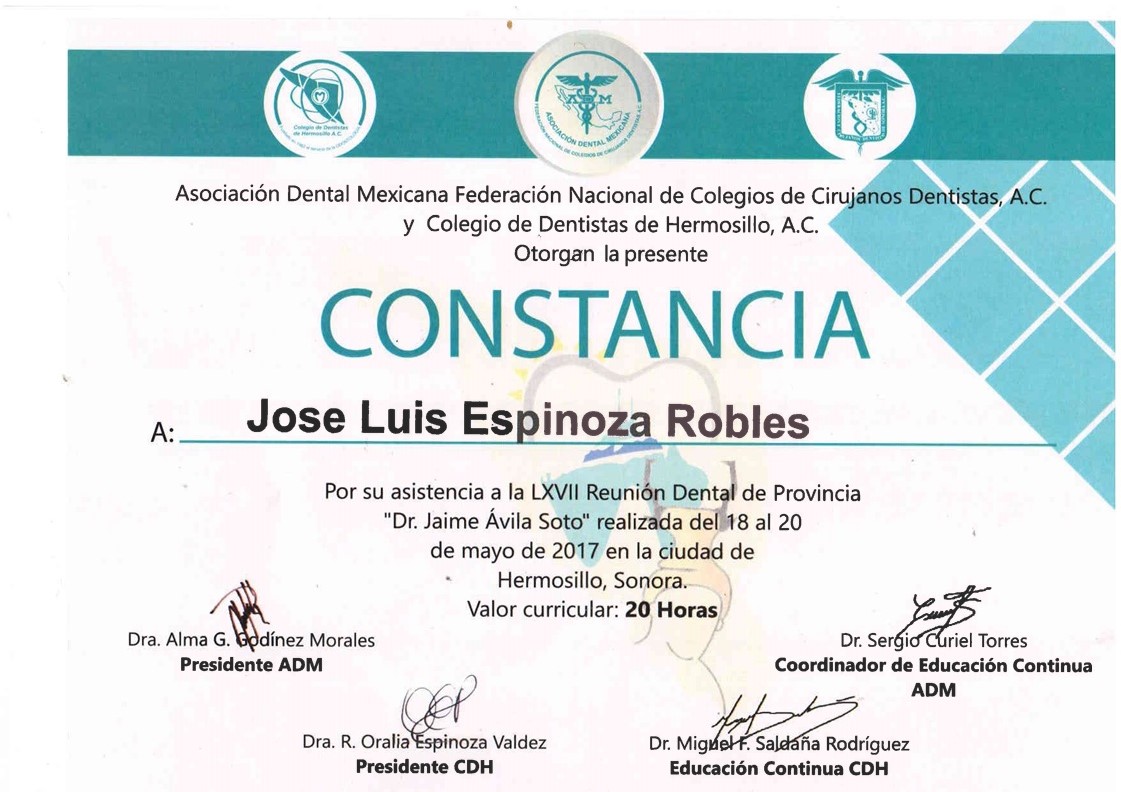 Colegio de Dentistas
de Hermosillo A.C.
ADM
ASOCIACIÓN DENTAL MEXICANA
FEDERACIÓN NACIONAL DE COLEGIOS DE CIRUJANOS DENTISTAS A.C.
Asociación Dental Mexicana Federación Nacional de Colegios de Cirujanos Dentistas, A.C.
y Colegio de Dentistas de Hermosillo, A.C.
Otorgan la presente
CONSTANCIA
A: Jose Luis Espinoza Robles
Por su asistencia a la LXVII Reunión Dental de Provincia
"Dr. Jaime Ávila Soto" realizada del 18 al 20
de mayo de 2017 en la ciudad de
Hermosillo, Sonora.
Valor curricular: 20 Horas
Dra. Alma G. Godínez Morales
Presidente ADM
Dr. Sergio Curiel Torres
Coordinador de Educación Continua
ADM
Dra. R. Oralia Espinoza Valdez
Presidente CDH
Dr. Miguel F. Saldaña Rodríguez
Educación Continua CDH